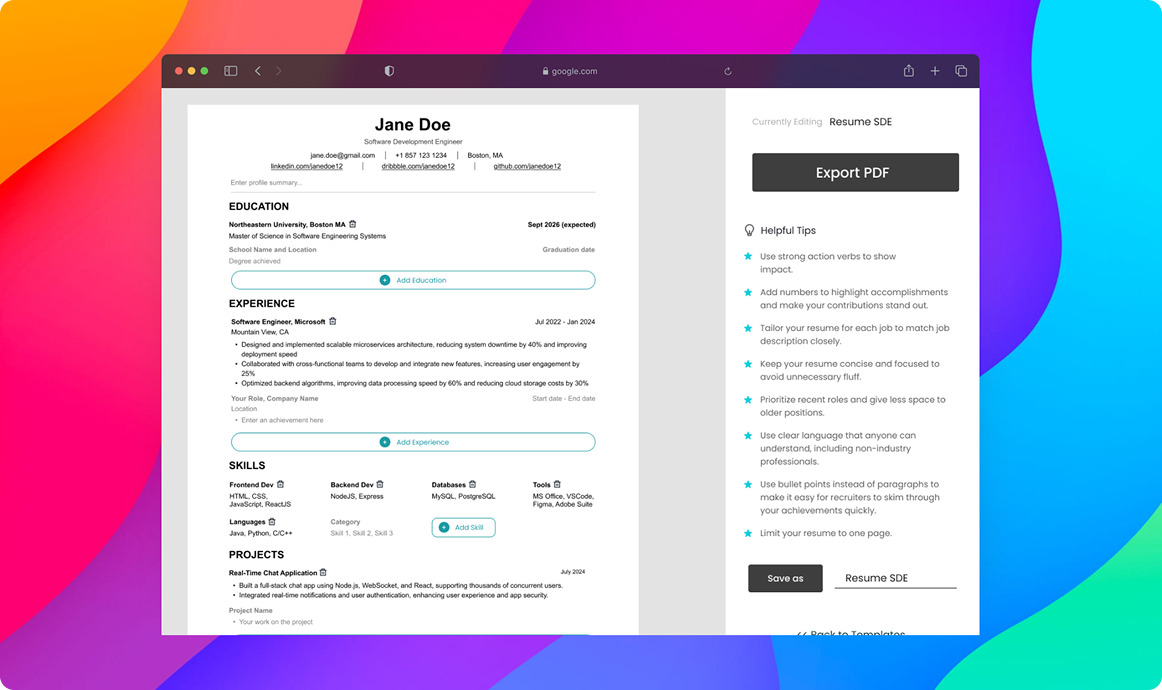 google.com
Jane Doe
Software Development Engineer
jane.doe@gmail.com | +1 857 123 1234 | Boston, MA
linkedin.com/janedoe12 | dribbble.com/janedoe12 | github.com/janedoe12
Enter profile summary...
EDUCATION
Northeastern University, Boston MA Sept 2026 (expected)
Master of Science in Software Engineering Systems
School Name and Location Graduation date
Degree achieved
Add Education
EXPERIENCE
Software Engineer, Microsoft Jul 2022 - Jan 2024
Mountain View, CA
• Designed and implemented scalable microservices architecture, reducing system downtime by 40% and improving
deployment speed
• Collaborated with cross-functional teams to develop and integrate new features, increasing user engagement by
25%
• Optimized backend algorithms, improving data processing speed by 60% and reducing cloud storage costs by 30%
Your Role, Company Name Start date - End date
Location
• Enter an achievement here
Add Experience
SKILLS
Frontend Dev
HTML, CSS,
JavaScript, ReactJS
Backend Dev
NodeJS, Express
Databases
MySQL, PostgreSQL
Tools
MS Office, VSCode,
Figma, Adobe Suite
Languages
Java, Python, C/C++
Category
Skill 1, Skill 2, Skill 3
Add Skill
PROJECTS
Real-Time Chat Application July 2024
• Built a full-stack chat app using Node.js, WebSocket, and React, supporting thousands of concurrent users.
• Integrated real-time notifications and user authentication, enhancing user experience and app security.
Project Name
• Your work on the project
Currently Editing Resume SDE
Export PDF
Helpful Tips
Use strong action verbs to show
impact.
Add numbers to highlight accomplishments
and make your contributions stand out.
Tailor your resume for each job to match job
description closely.
Keep your resume concise and focused to
avoid unnecessary fluff.
Prioritize recent roles and give less space to
older positions.
Use clear language that anyone can
understand, including non-industry
professionals.
Use bullet points instead of paragraphs to
make it easy for recruiters to skim through
your achievements quickly.
Limit your resume to one page.
Save as Resume SDE
<< Back to Templates